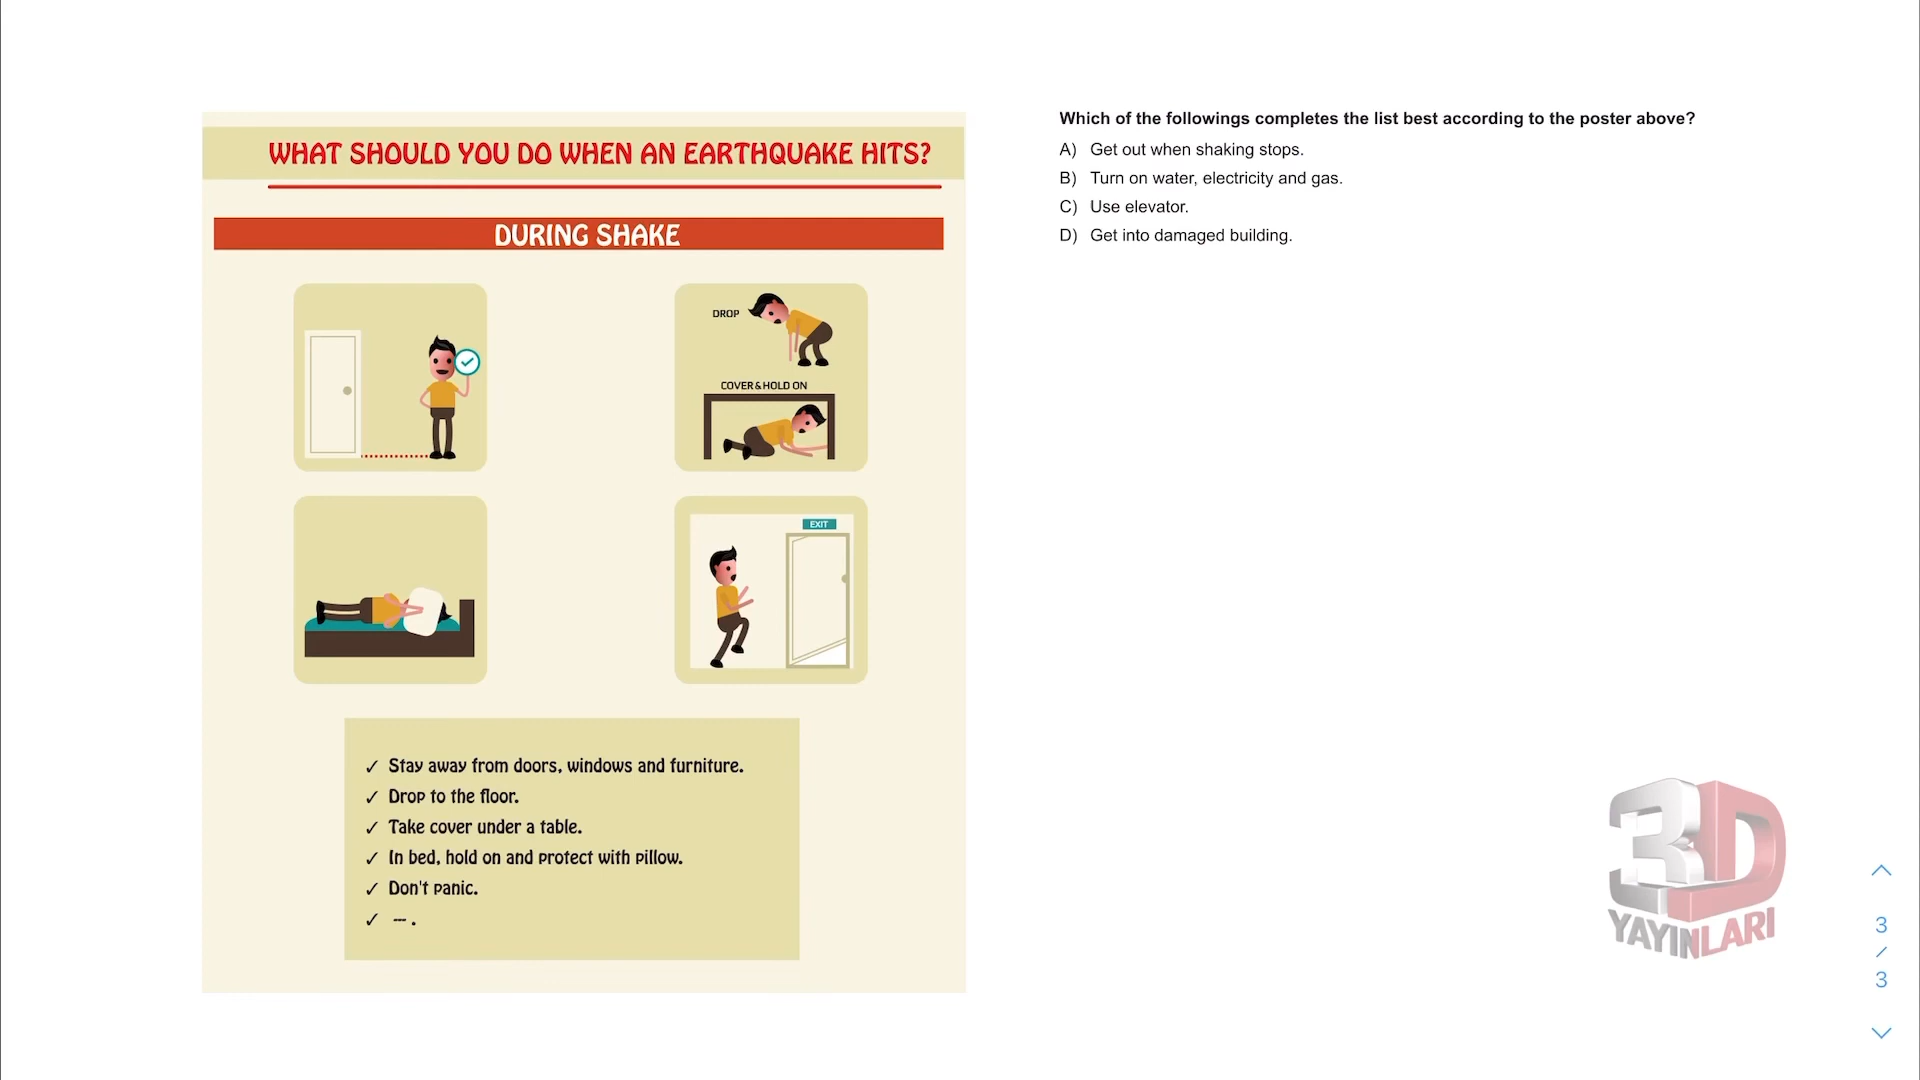 WHAT SHOULD YOU DO WHEN AN EARTHQUAKE HITS?
DURING SHAKE
DROP
COVER & HOLD ON
EXIT
✓ Stay away from doors, windows and furniture.
✓ Drop to the floor.
✓ Take cover under a table.
✓ In bed, hold on and protect with pillow.
✓ Don't panic.
✓ --- .
Which of the followings completes the list best according to the poster above?
A) Get out when shaking stops.
B) Turn on water, electricity and gas.
C) Use elevator.
D) Get into damaged building.
3D
YAYINLARI
3
/
3